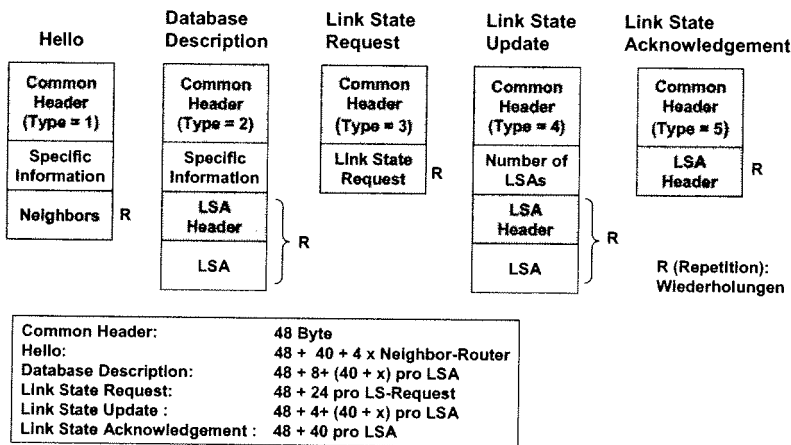 Hello
Common
Header
(Type = 1)
Specific
Information
Neighbors R
Database
Description
Common
Header
(Type = 2)
Specific
Information
LSA
Header
LSA
R
Link State
Request
Common
Header
(Type = 3)
Link State
Request R
Link State
Update
Common
Header
(Type = 4)
Number of
LSAs
LSA
Header
LSA
R
Link State
Acknowledgement
Common
Header
(Type = 5)
LSA
Header R
R (Repetition):
Wiederholungen
Common Header: 48 Byte
Hello: 48 + 40 + 4 x Neighbor-Router
Database Description: 48 + 8+ (40 + x) pro LSA
Link State Request: 48 + 24 pro LS-Request
Link State Update : 48 + 4+ (40 + x) pro LSA
Link State Acknowledgement : 48 + 40 pro LSA